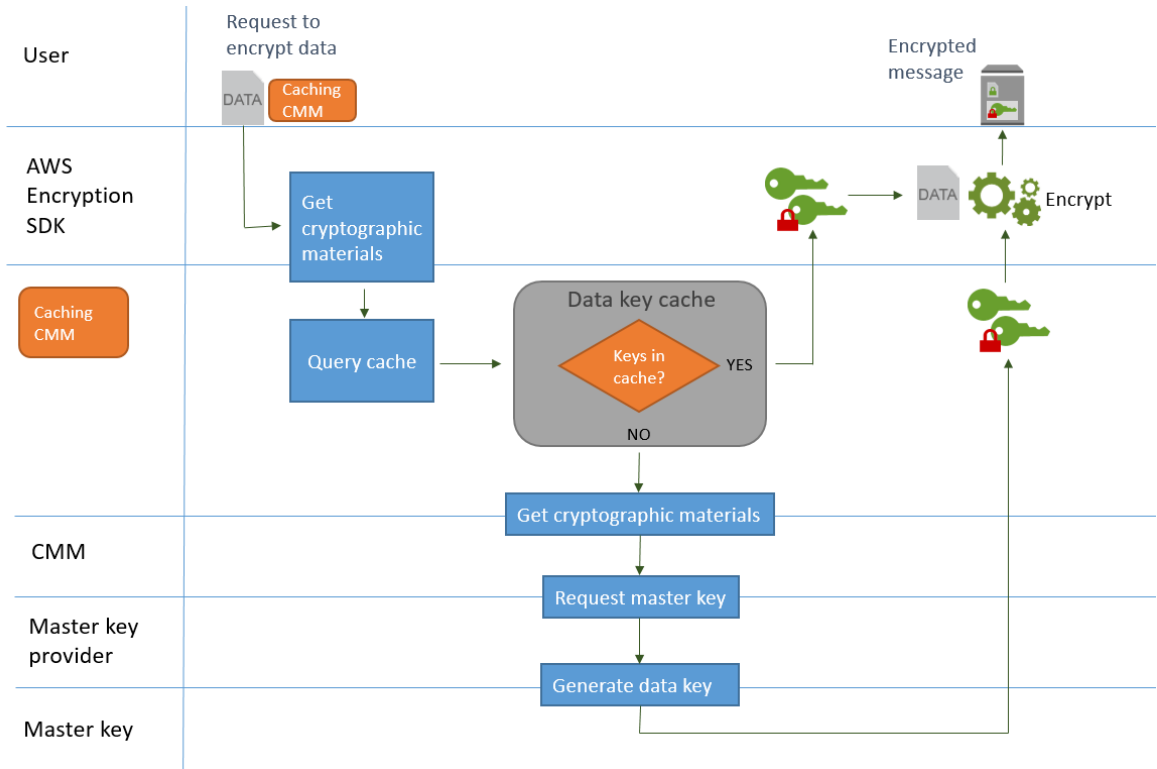 Request to
encrypt data
User
DATA
Caching
CMM
Encrypted
message
AWS
Encryption
SDK
Get
cryptographic
materials
DATA
Encrypt
Caching
CMM
Query cache
Data key cache
Keys in
cache?
YES
NO
Get cryptographic materials
CMM
Request master key
Master key
provider
Generate data key
Master key